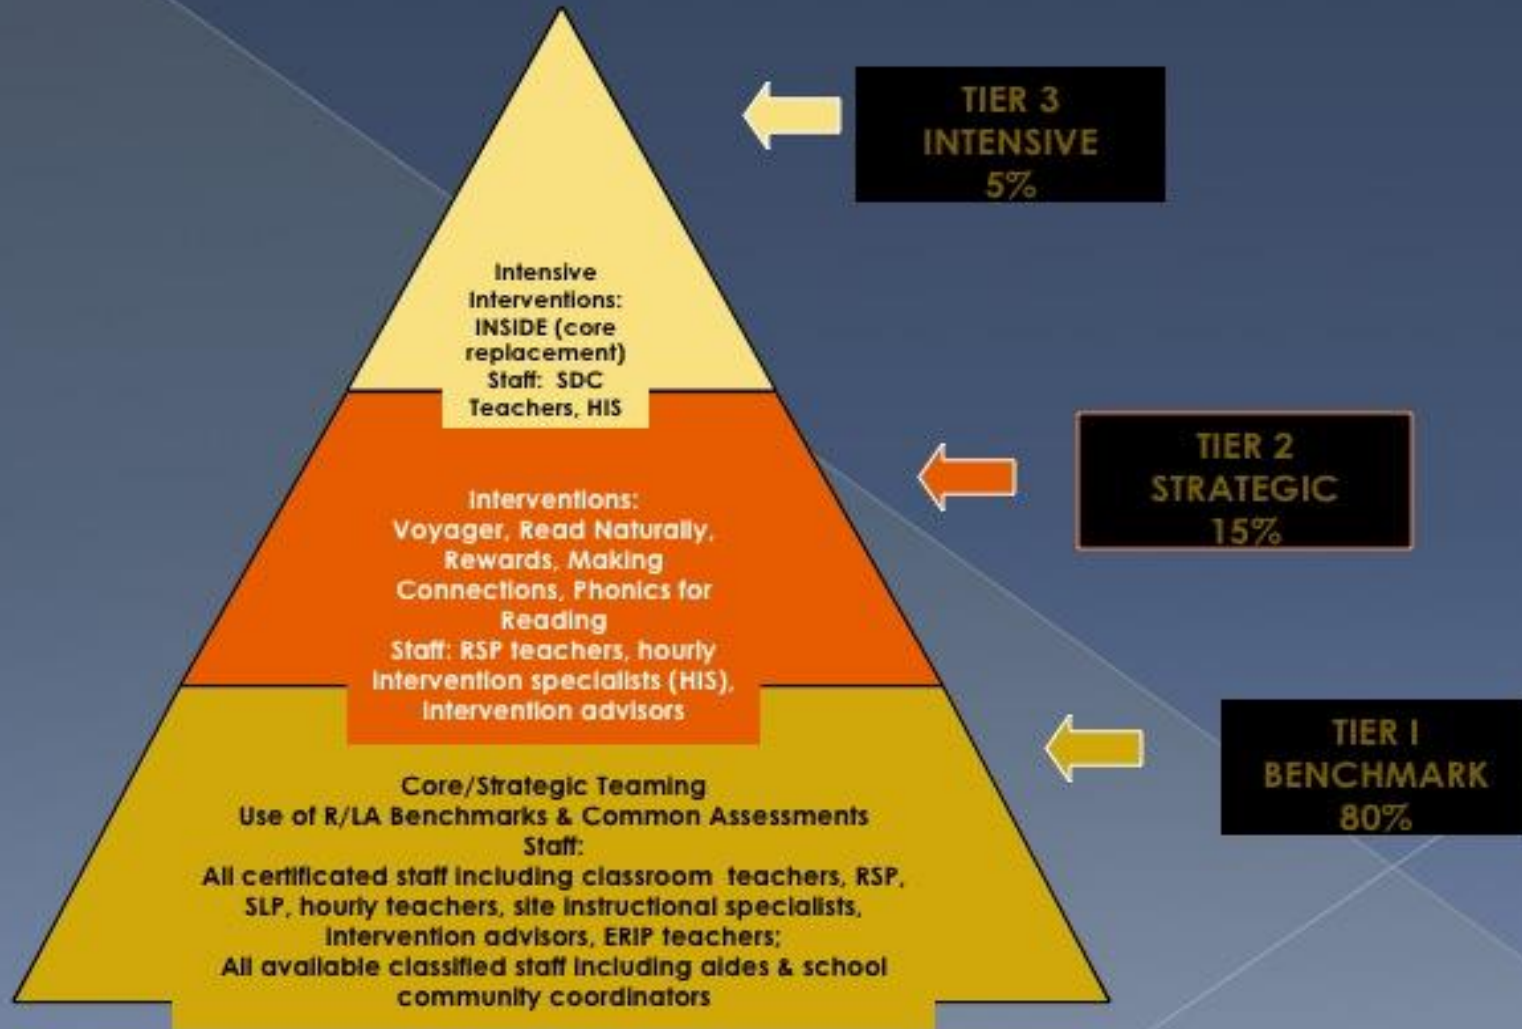 TIER 3
INTENSIVE
5%
Intensive
Interventions:
INSIDE (core
replacement)
Staff: SDC
Teachers, HIS
TIER 2
STRATEGIC
15%
Interventions:
Voyager, Read Naturally,
Rewards, Making
Connections, Phonics for
Reading
Staff: RSP teachers, hourly
intervention specialists (HIS),
intervention advisors
TIER I
BENCHMARK
80%
Core/Strategic Teaming
Use of R/LA Benchmarks & Common Assessments
Staff:
All certificated staff including classroom teachers, RSP,
SLP, hourly teachers, site instructional specialists,
intervention advisors, ERIP teachers;
All available classified staff including aides & school
community coordinators